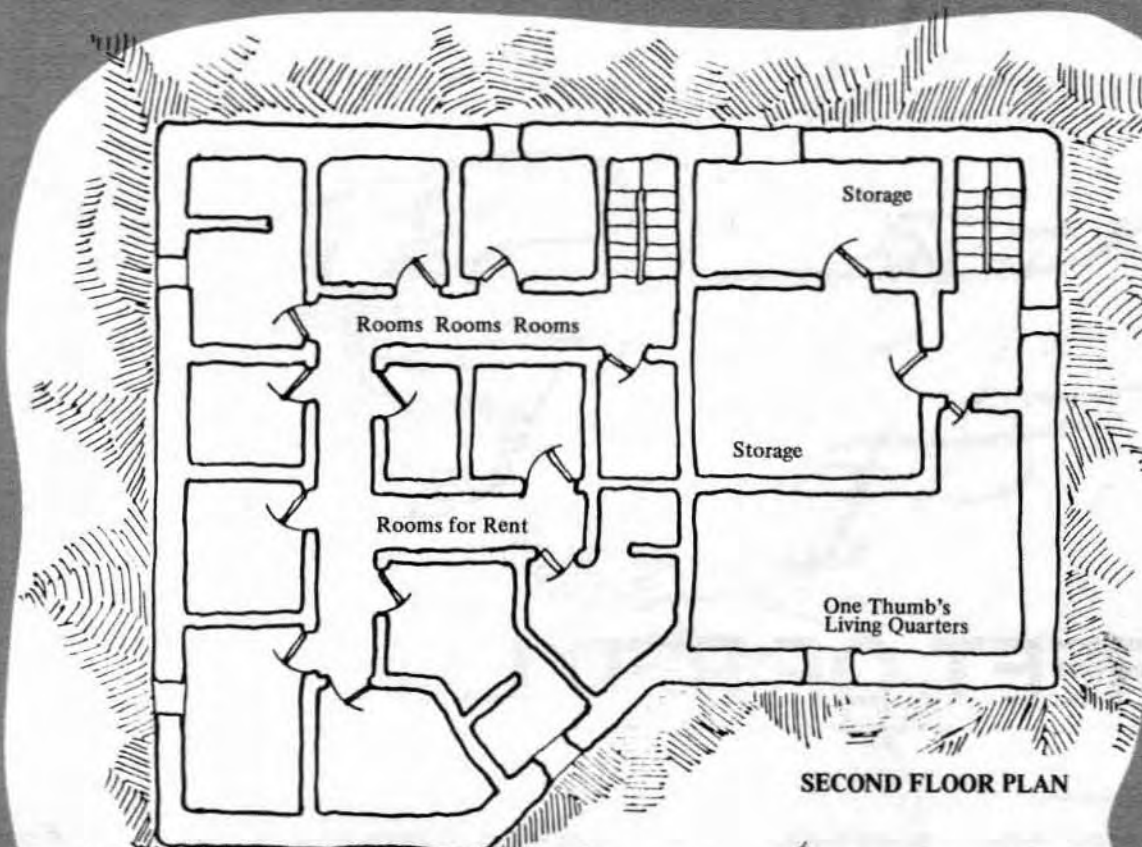 Storage
Rooms Rooms Rooms
Storage
Rooms for Rent
One Thumb's
Living Quarters
SECOND FLOOR PLAN